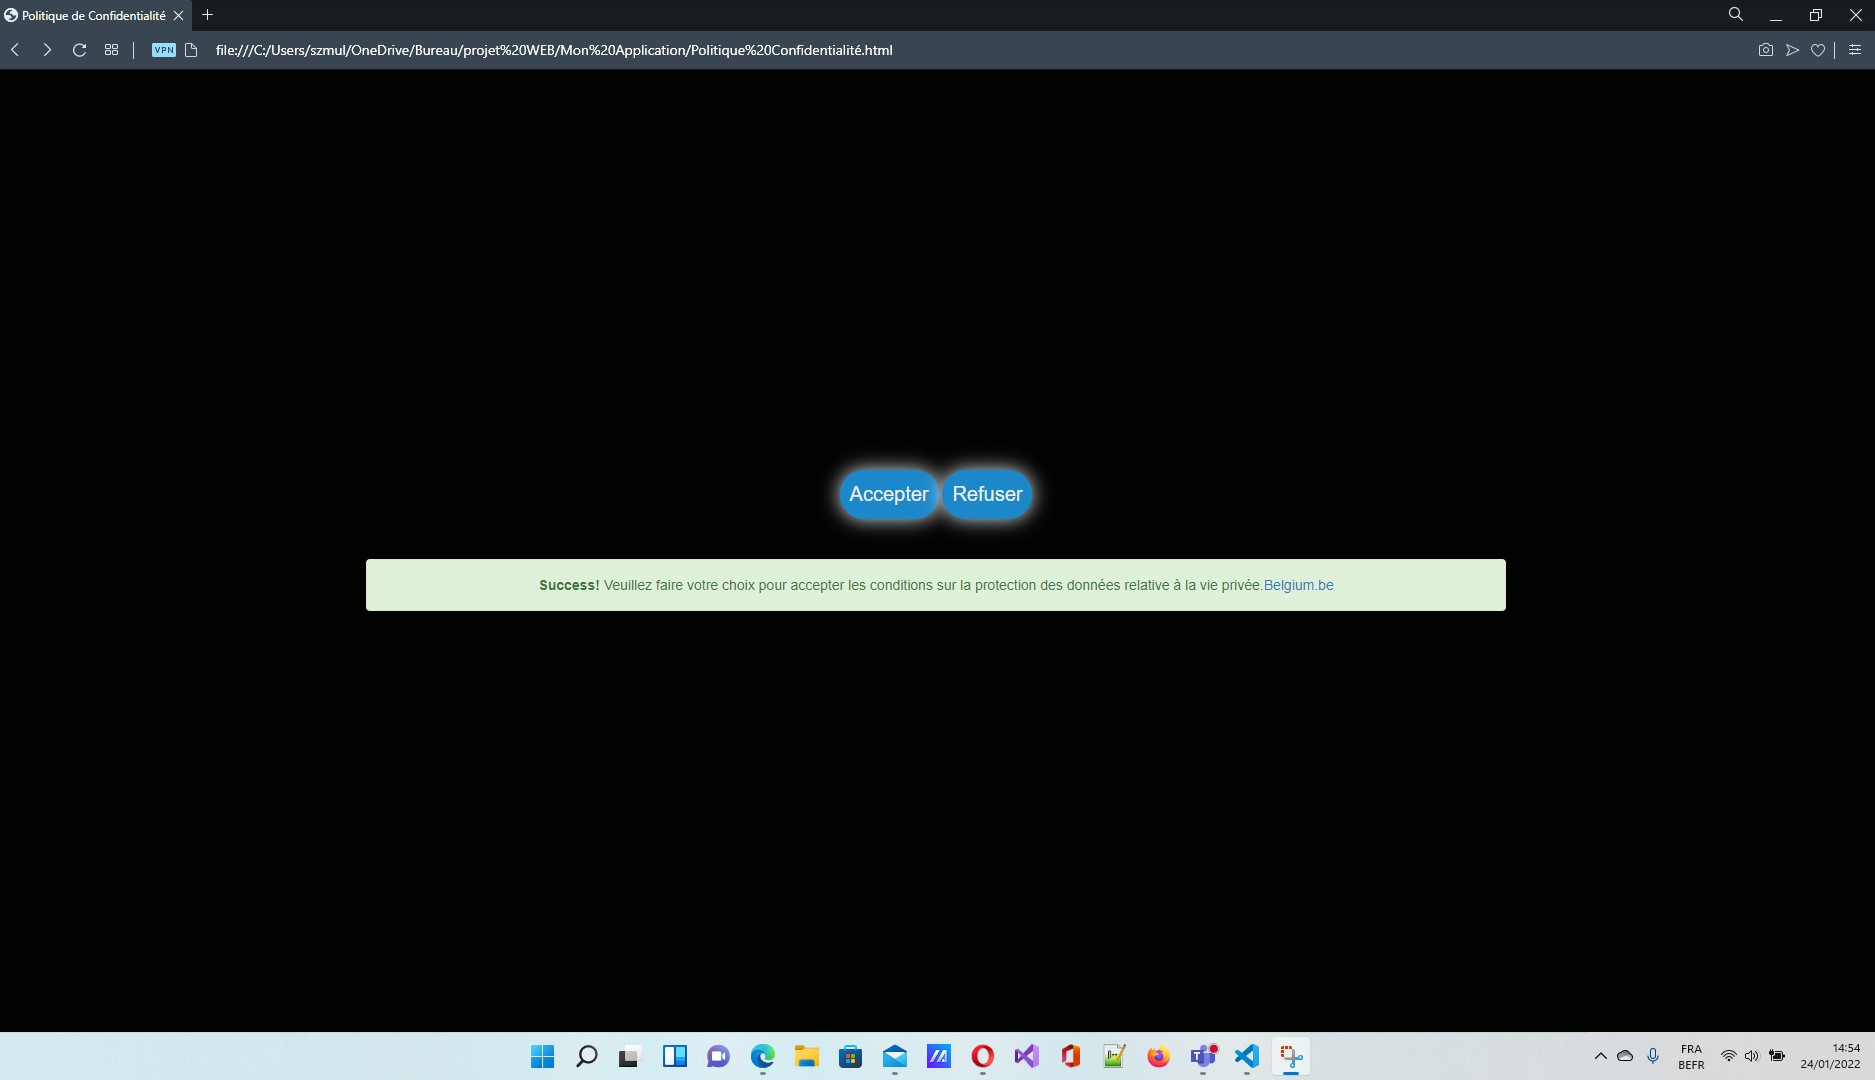 Politique de Confidentialité
VPN
file:///C:/Users/szmul/OneDrive/Bureau/projet%20WEB/Mon%20Application/Politique%20Confidentialité.html
Accepter Refuser
Success! Veuillez faire votre choix pour accepter les conditions sur la protection des données relative à la vie privée.Belgium.be
FRA
BEFR
14:54
24/01/2022